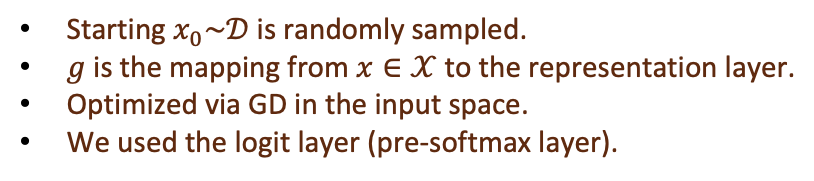 • Starting x₀~𝒟 is randomly sampled.
• g is the mapping from x ∈ 𝒳 to the representation layer.
• Optimized via GD in the input space.
• We used the logit layer (pre-softmax layer).